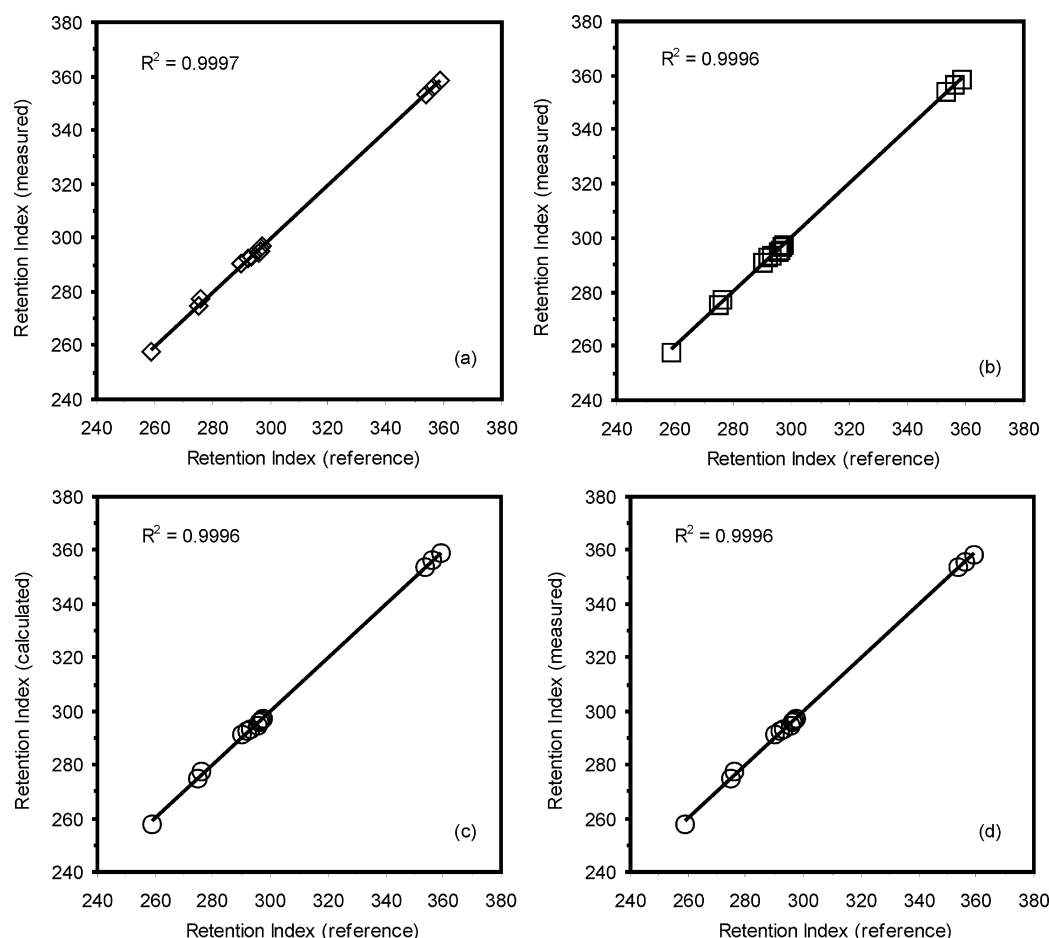 380
360
340
320
300
280
260
240
Retention Index (measured)
R² = 0.9997
(a)
240 260 280 300 320 340 360 380
Retention Index (reference)
380
360
340
320
300
280
260
240
Retention Index (measured)
R² = 0.9996
(b)
240 260 280 300 320 340 360 380
Retention Index (reference)
380
360
340
320
300
280
260
240
Retention Index (calculated)
R² = 0.9996
(c)
240 260 280 300 320 340 360 380
Retention Index (reference)
380
360
340
320
300
280
260
240
Retention Index (measured)
R² = 0.9996
(d)
240 260 280 300 320 340 360 380
Retention Index (reference)